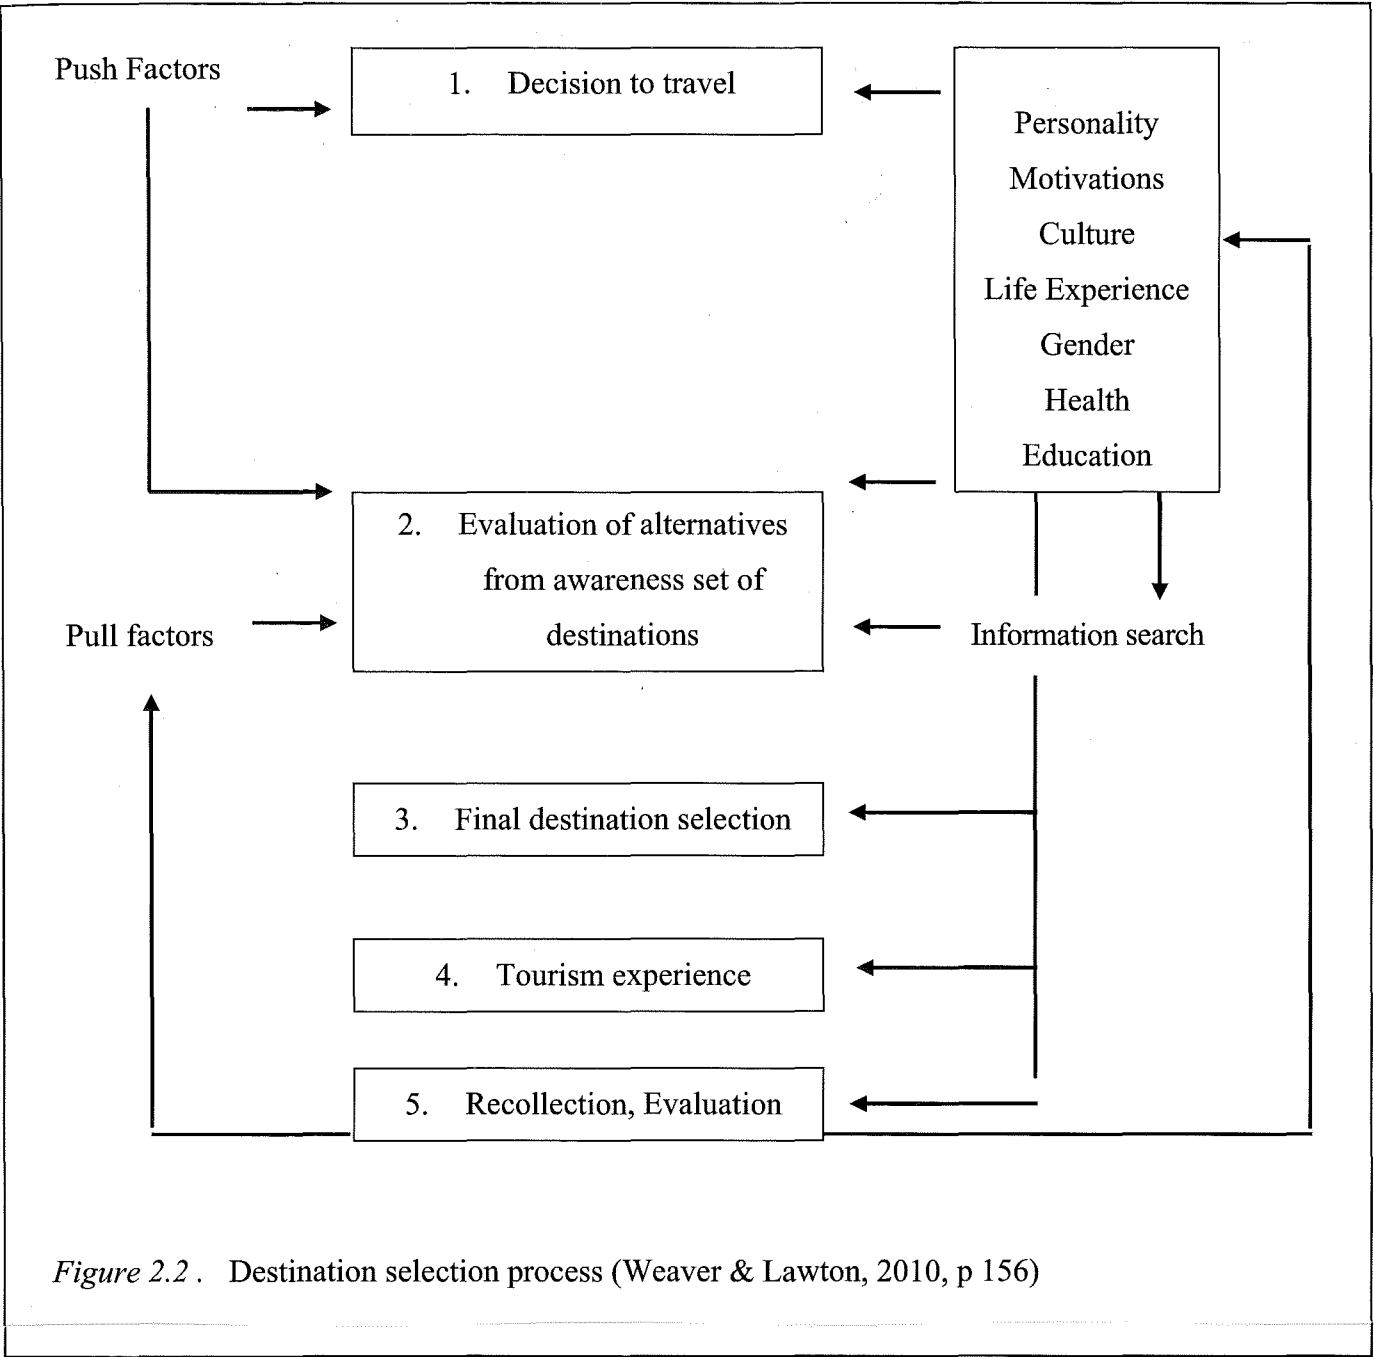 Push Factors
1. Decision to travel
Personality
Motivations
Culture
Life Experience
Gender
Health
Education
2. Evaluation of alternatives
from awareness set of
destinations
Pull factors
Information search
3. Final destination selection
4. Tourism experience
5. Recollection, Evaluation
Figure 2.2 . Destination selection process (Weaver & Lawton, 2010, p 156)